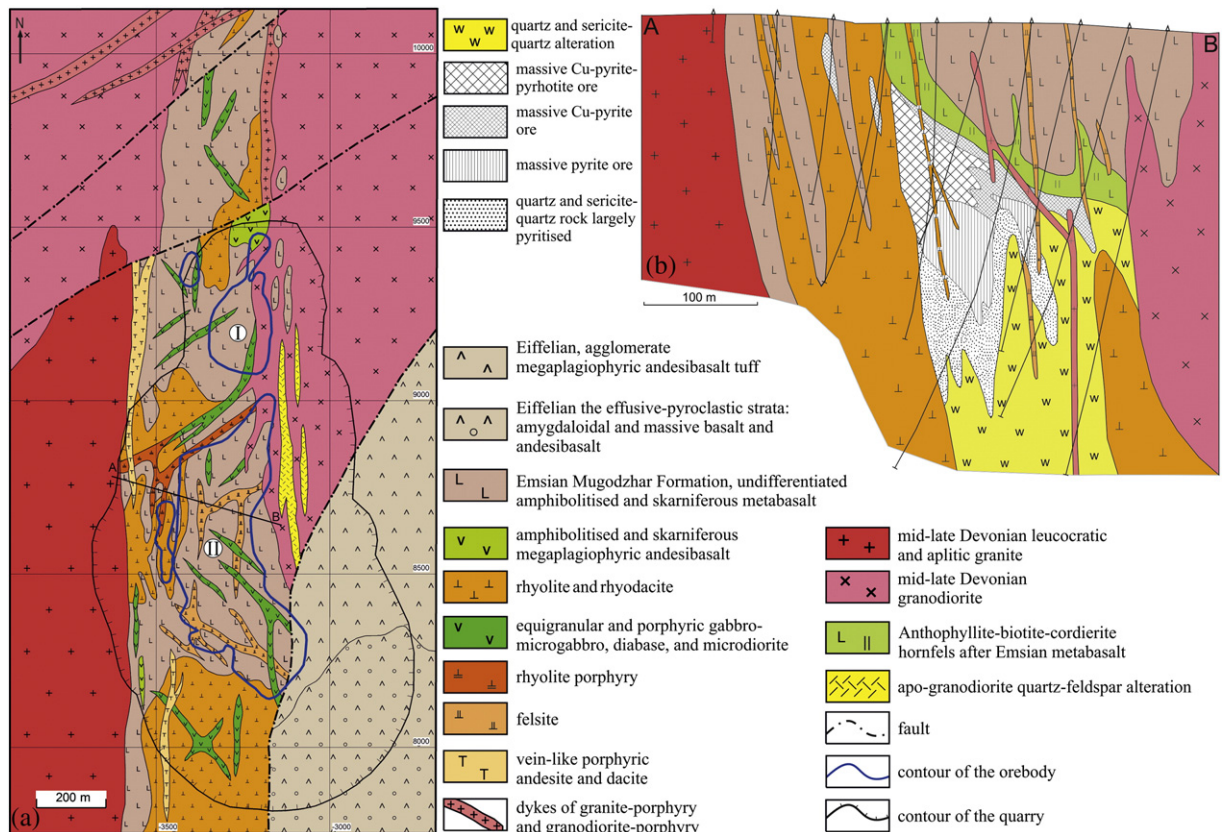 N
10000
9500
9000
8500
8000
-3500
-3000
I
II
A
B
200 m
(a)
quartz and sericite-
quartz alteration
massive Cu-pyrite-
pyrrhotite ore
massive Cu-pyrite
ore
massive pyrite ore
quartz and sericite-
quartz rock largely
pyritised
A
B
(b)
100 m
Eiffelian, agglomerate
megaplagiophyric andesibasalt tuff
Eiffelian the effusive-pyroclastic strata:
amygdaloidal and massive basalt and
andesibasalt
Emsian Mugodzhar Formation, undifferentiated
amphibolitised and skarniferous metabasalt
amphibolitised and skarniferous
megaplagiophyric andesibasalt
rhyolite and rhyodacite
equigranular and porphyric gabbro-
microgabbro, diabase, and microdiorite
rhyolite porphyry
felsite
vein-like porphyric
andesite and dacite
dykes of granite-porphyry
and granodiorite-porphyry
mid-late Devonian leucocratic
and aplitic granite
mid-late Devonian
granodiorite
Anthophyllite-biotite-cordierite
hornfels after Emsian metabasalt
apo-granodiorite quartz-feldspar alteration
fault
contour of the orebody
contour of the quarry